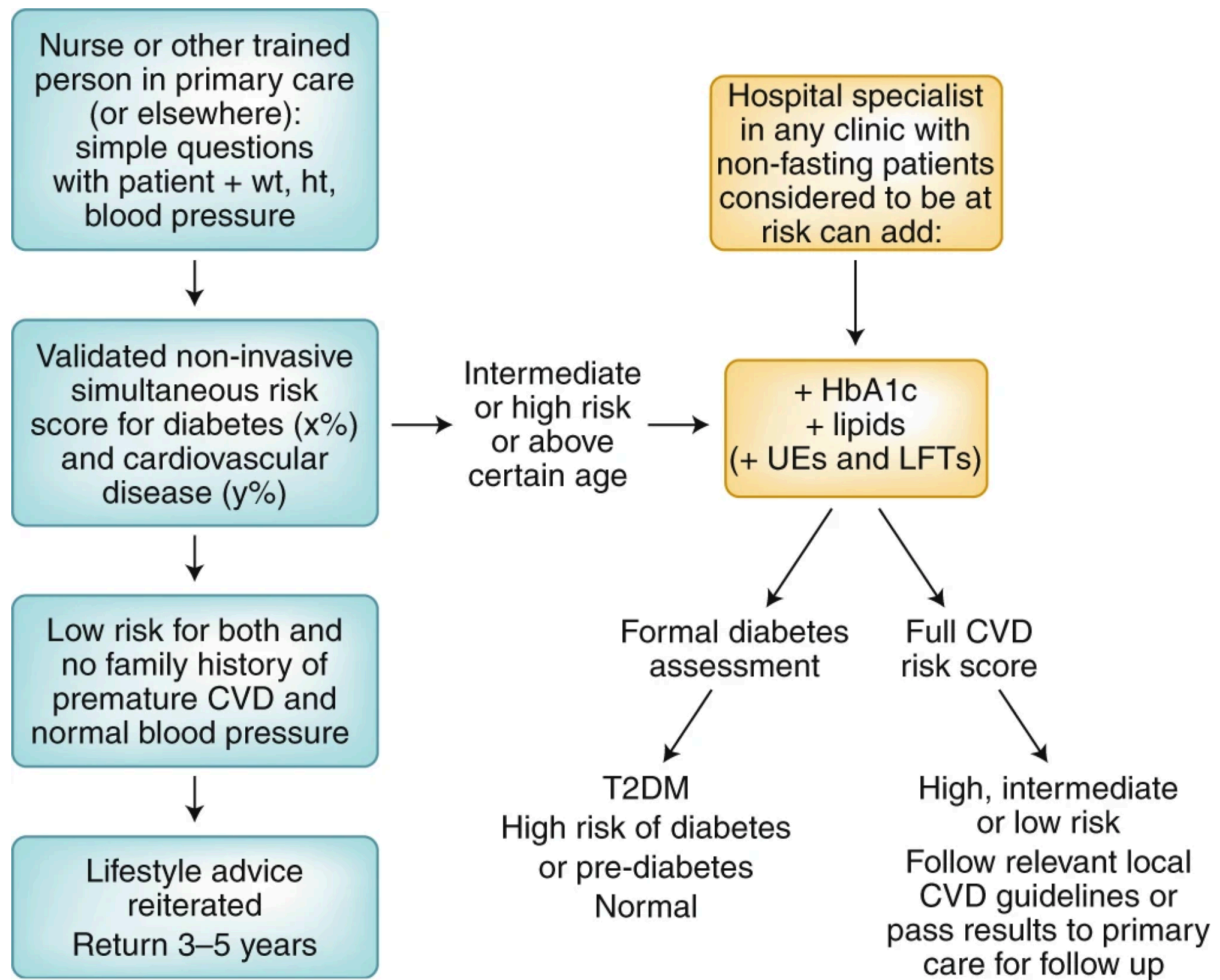 Nurse or other trained
person in primary care
(or elsewhere):
simple questions
with patient + wt, ht,
blood pressure
Validated non-invasive
simultaneous risk
score for diabetes (x%)
and cardiovascular
disease (y%)
Low risk for both and
no family history of
premature CVD and
normal blood pressure
Lifestyle advice
reiterated
Return 3–5 years
Intermediate
or high risk
or above
certain age
Hospital specialist
in any clinic with
non-fasting patients
considered to be at
risk can add:
+ HbA1c
+ lipids
(+ UEs and LFTs)
Formal diabetes
assessment
T2DM
High risk of diabetes
or pre-diabetes
Normal
Full CVD
risk score
High, intermediate
or low risk
Follow relevant local
CVD guidelines or
pass results to primary
care for follow up